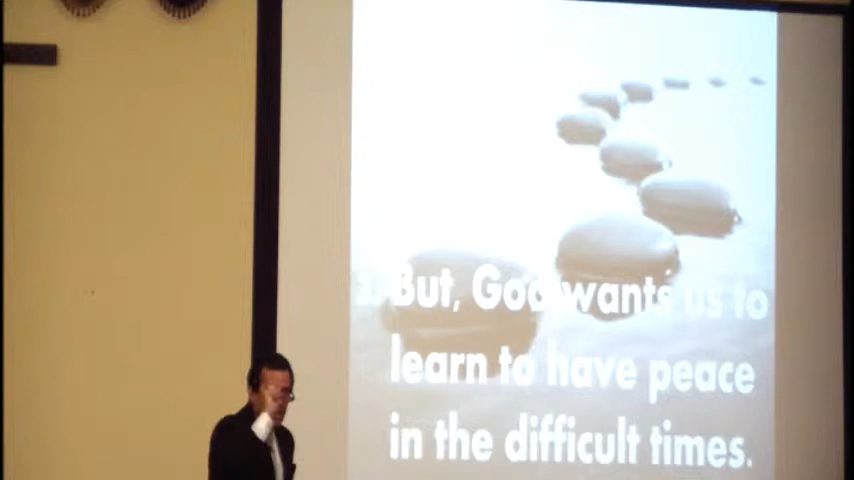 But, God wants us to
learn to have peace
in the difficult times.